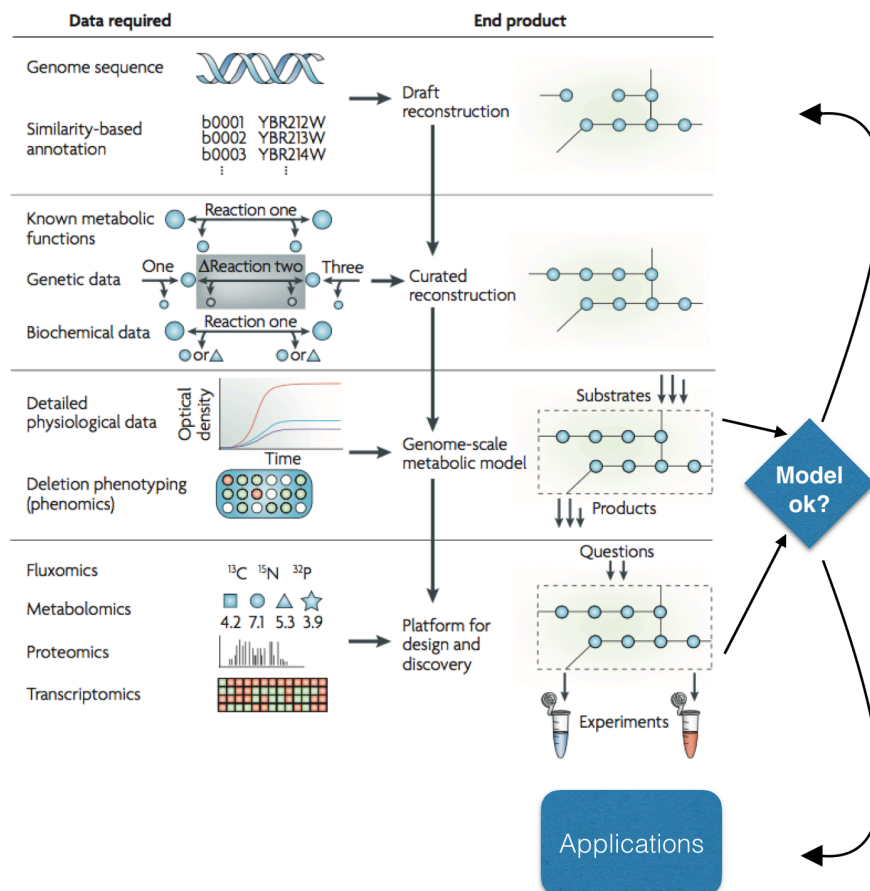 Data required
End product
Genome sequence
Similarity-based
annotation
b0001 YBR212W
b0002 YBR213W
b0003 YBR214W
⋮ ⋮
Draft
reconstruction
Known metabolic
functions
Reaction one
Genetic data
One
ΔReaction two
Three
Biochemical data
Reaction one
or
or
Curated
reconstruction
Detailed
physiological data
Optical
density
Time
Deletion phenotyping
(phenomics)
Genome-scale
metabolic model
Substrates
Products
Model
ok?
Fluxomics
¹³C ¹⁵N ³²P
Metabolomics
4.2 7.1 5.3 3.9
Proteomics
Transcriptomics
Platform for
design and
discovery
Questions
Experiments
Applications